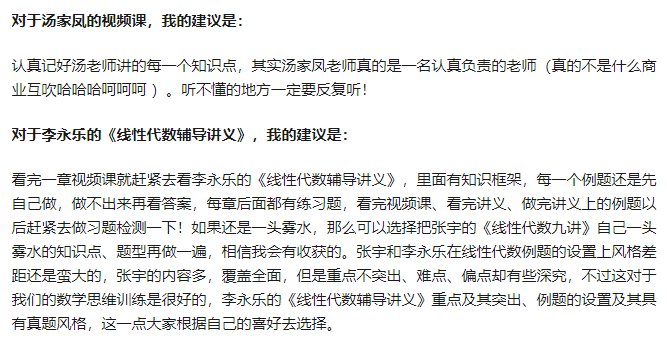 对于汤家凤的视频课，我的建议是：
认真记好汤老师讲的每一个知识点，其实汤家凤老师真的是一名认真负责的老师（真的不是什么商
业互吹哈哈哈呵呵呵 ）。听不懂的地方一定要反复听！
对于李永乐的《线性代数辅导讲义》，我的建议是：
看完一章视频课就赶紧去看李永乐的《线性代数辅导讲义》，里面有知识框架，每一个例题还是先
自己做，做不出来再看答案，每章后面都有练习题，看完视频课、看完讲义、做完讲义上的例题以
后赶紧去做习题检测一下！如果还是一头雾水，那么可以选择把张宇的《线性代数九讲》自己一头
雾水的知识点、题型再做一遍，相信我会有收获的。张宇和李永乐在线性代数例题的设置上风格差
距还是蛮大的，张宇的内容多，覆盖全面，但是重点不突出、难点、偏点却有些深究，不过这对于
我们的数学思维训练是很好的，李永乐的《线性代数辅导讲义》重点及其突出、例题的设置及其具
有真题风格，这一点大家根据自己的喜好去选择。